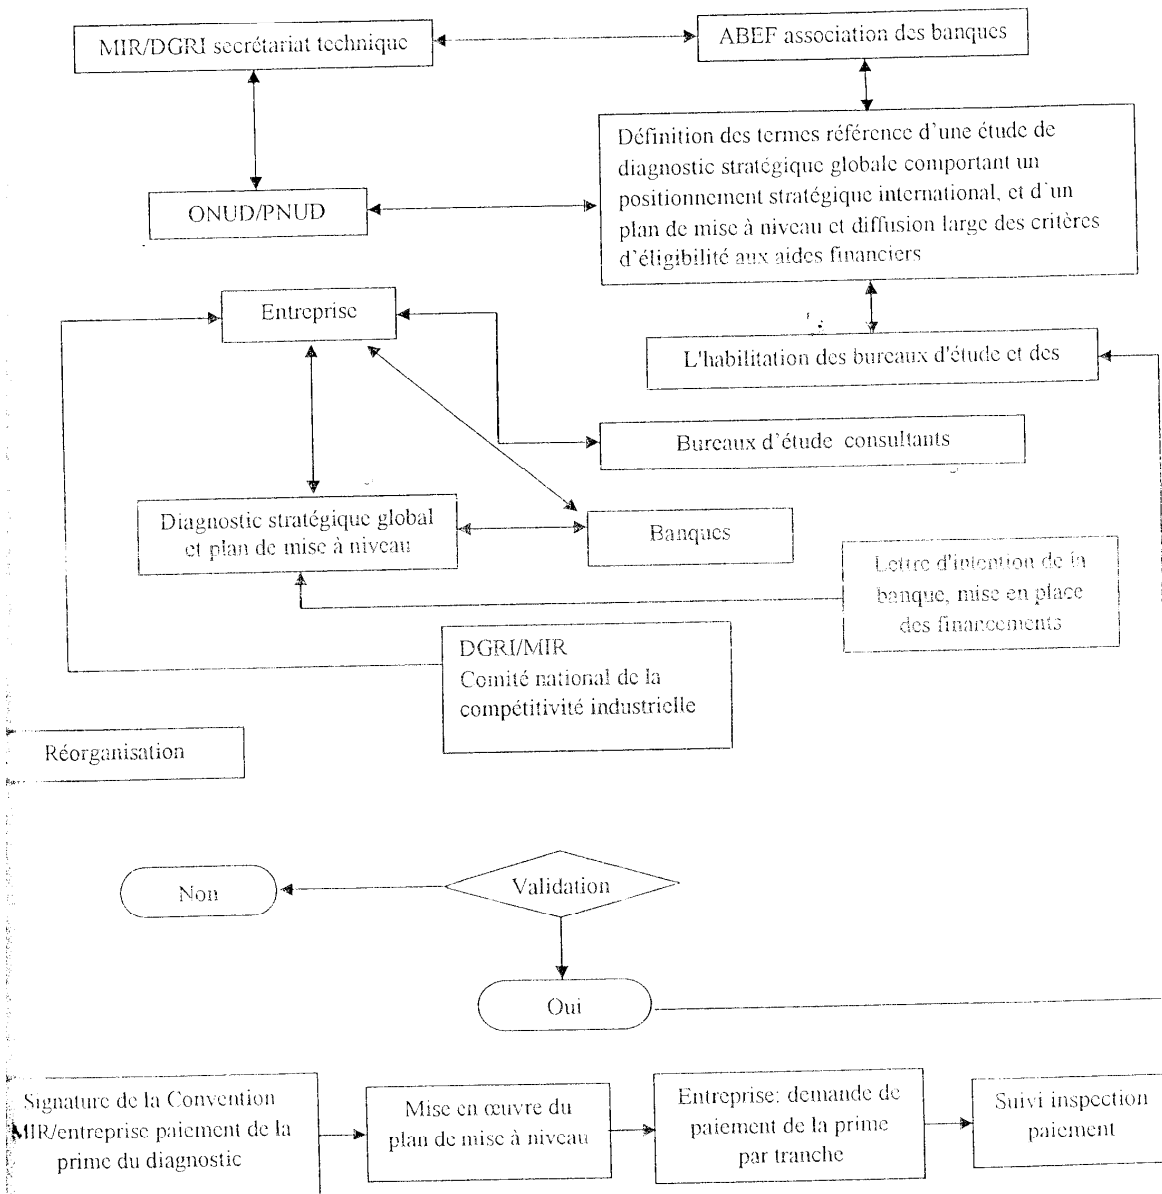 MIR/DGRI secrétariat technique
ABEF association des banques
Définition des termes référence d'une étude de
diagnostic stratégique globale comportant un
positionnement stratégique international, et d'un
plan de mise à niveau et diffusion large des critères
d'éligibilité aux aides financiers
ONUD/PNUD
Entreprise
L'habilitation des bureaux d'étude et des
Bureaux d'étude consultants
Diagnostic stratégique global
et plan de mise à niveau
Banques
Lettre d'intention de la
banque, mise en place
des financements
DGRI/MIR
Comité national de la
compétitivité industrielle
Réorganisation
Non
Validation
Oui
Signature de la Convention
MIR/entreprise paiement de la
prime du diagnostic
Mise en œuvre du
plan de mise à niveau
Entreprise: demande de
paiement de la prime
par tranche
Suivi inspection
paiement